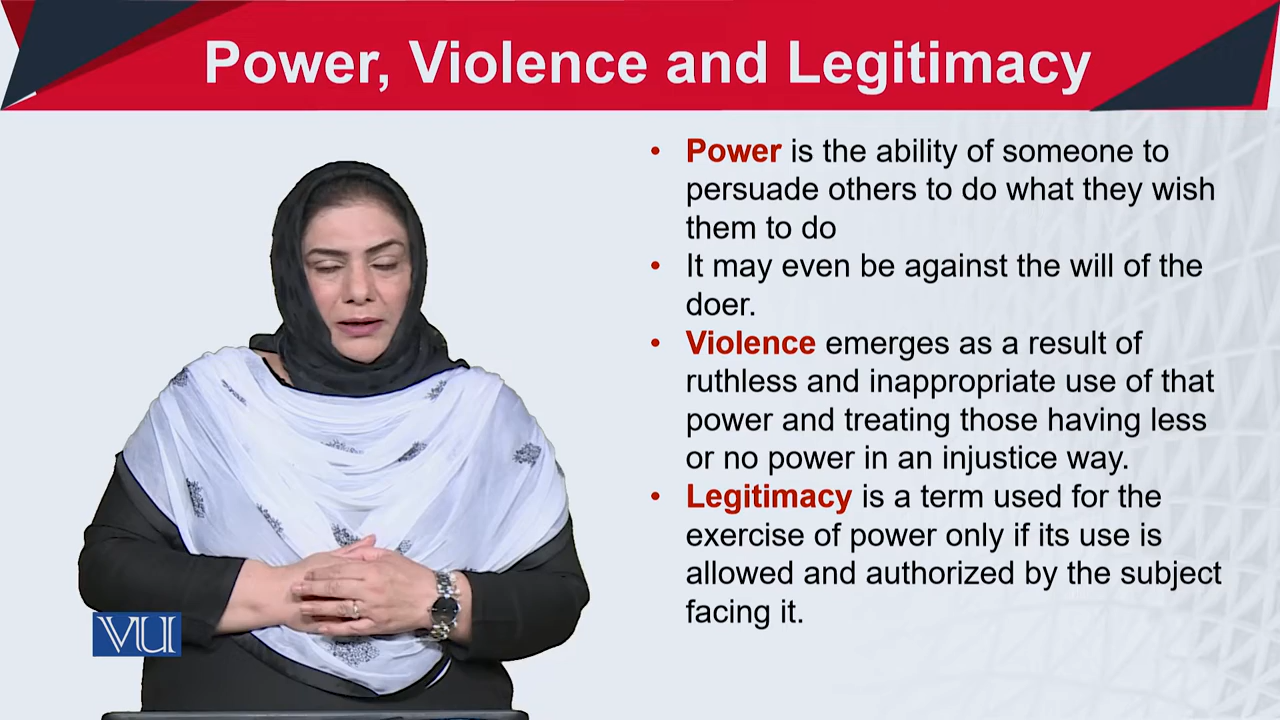 Power, Violence and Legitimacy
• Power is the ability of someone to
persuade others to do what they wish
them to do
• It may even be against the will of the
doer.
• Violence emerges as a result of
ruthless and inappropriate use of that
power and treating those having less
or no power in an injustice way.
• Legitimacy is a term used for the
exercise of power only if its use is
allowed and authorized by the subject
facing it.
VU